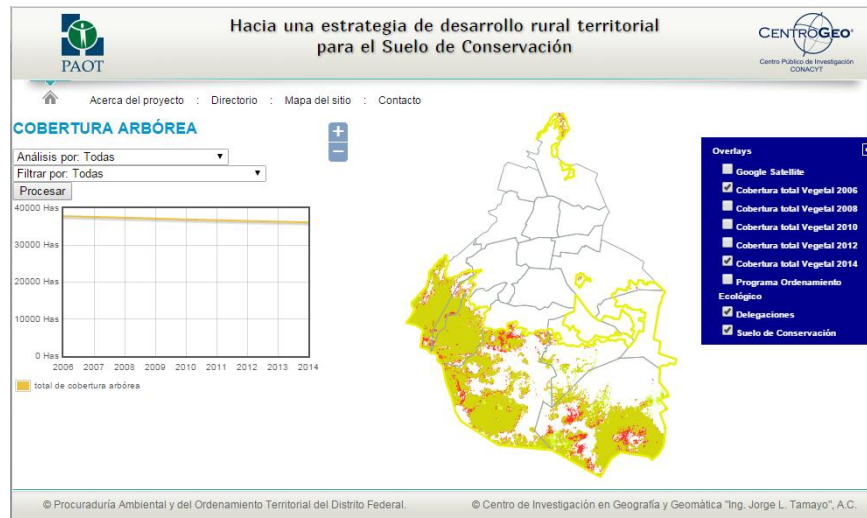 PAOT
Hacia una estrategia de desarrollo rural territorial
para el Suelo de Conservación
CENTROGEO
Centro Público de Investigación
CONACYT
Acerca del proyecto : Directorio : Mapa del sitio : Contacto
COBERTURA ARBÓREA
Análisis por: Todas
Filtrar por: Todas
Procesar
40000 Has
30000 Has
20000 Has
10000 Has
0 Has
2006 2007 2008 2009 2010 2011 2012 2013 2014
total de cobertura arbórea
+
−
Overlays
Google Satellite
Cobertura total Vegetal 2006
Cobertura total Vegetal 2008
Cobertura total Vegetal 2010
Cobertura total Vegetal 2012
Cobertura total Vegetal 2014
Programa Ordenamiento
Ecológico
Delegaciones
Suelo de Conservación
© Procuraduría Ambiental y del Ordenamiento Territorial del Distrito Federal.
© Centro de Investigación en Geografía y Geomática "Ing. Jorge L. Tamayo", A.C.